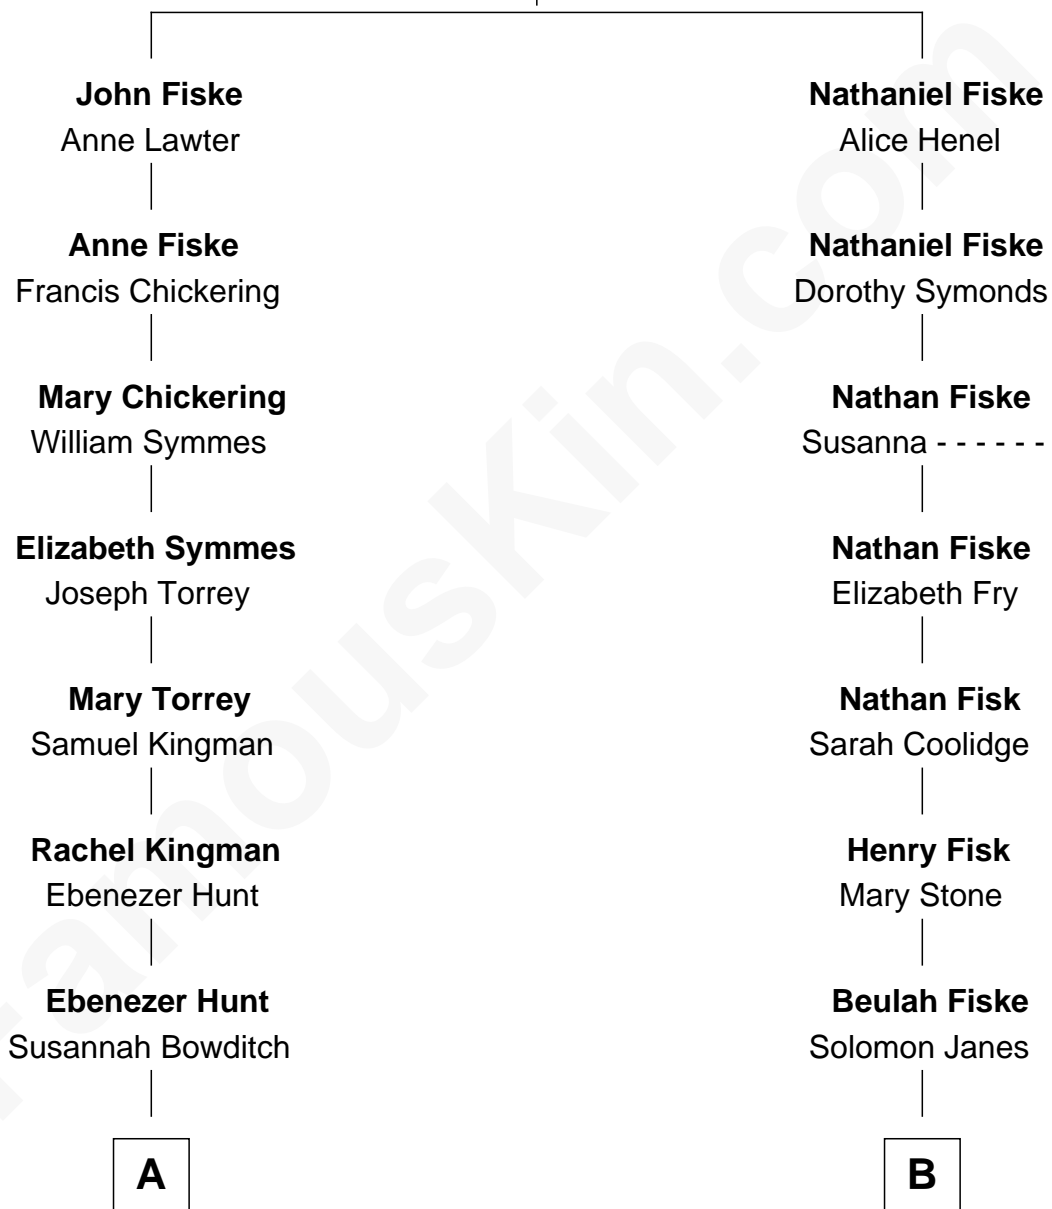 John Fiske
Anne Lawter
Nathaniel Fiske
Alice Henel
Anne Fiske
Francis Chickering
Nathaniel Fiske
Dorothy Symonds
Mary Chickering
William Symmes
Nathan Fiske
Susanna - - - - - -
Elizabeth Symmes
Joseph Torrey
Nathan Fiske
Elizabeth Fry
Mary Torrey
Samuel Kingman
Nathan Fisk
Sarah Coolidge
Rachel Kingman
Ebenezer Hunt
Henry Fisk
Mary Stone
Ebenezer Hunt
Susannah Bowditch
Beulah Fiske
Solomon Janes
A
B
famouskin.com